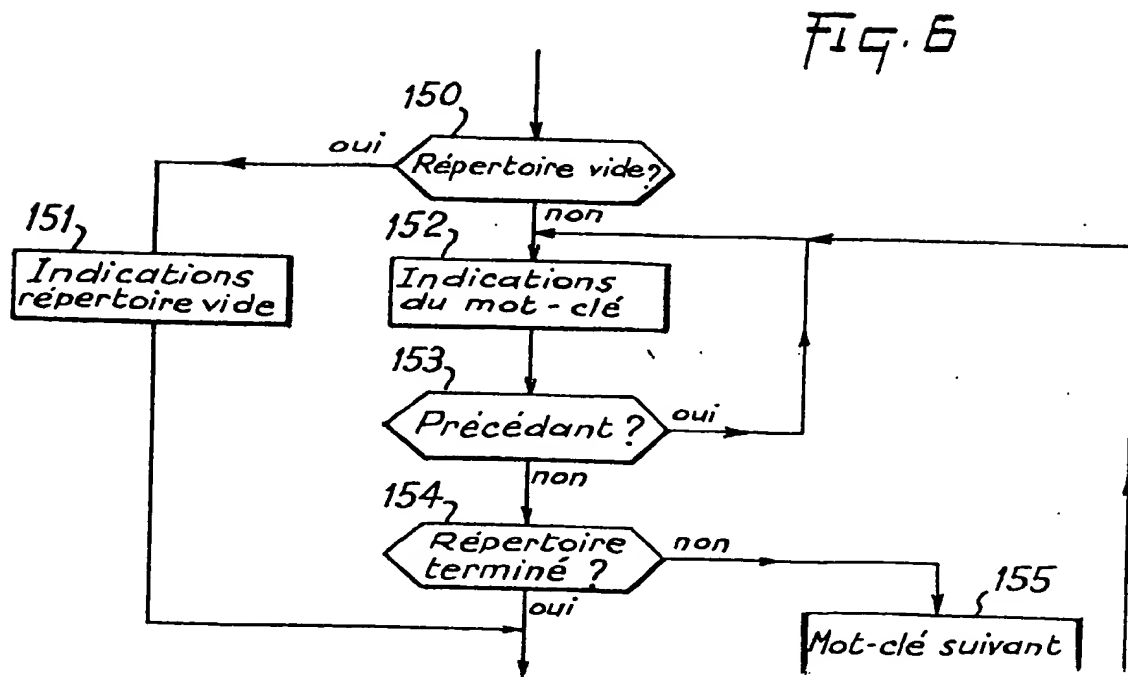 Fig. 6
150
oui
Répertoire vide?
non
151
Indications
répertoire vide
152
Indications
du mot-clé
153
Précédant ?
oui
non
154
Répertoire
terminé ?
non
oui
155
Mot-clé suivant